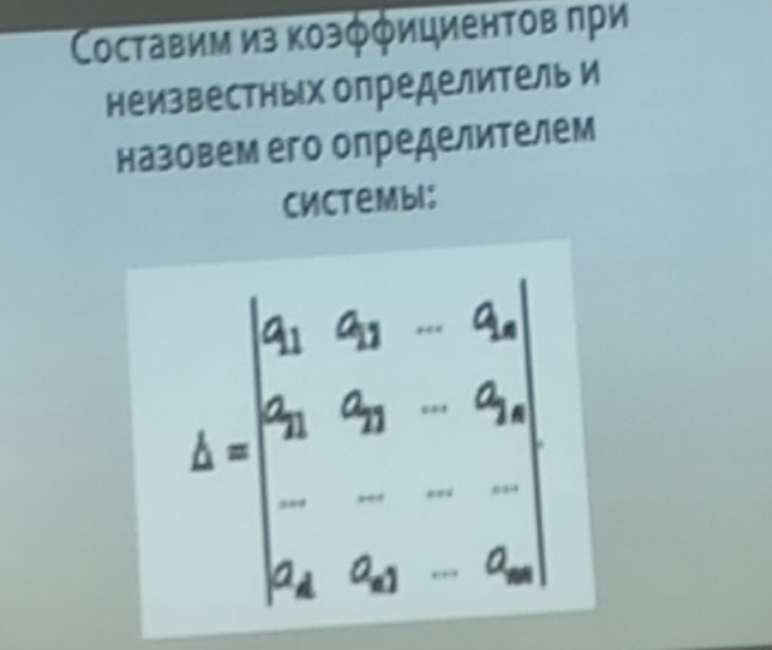 Составим из коэффициентов при
неизвестных определитель и
назовем его определителем
системы:
a₁₁ a₁₂ ... a₁ₙ
a₂₁ a₂₂ ... a₂ₙ
Δ =
... ... ... ...
aₙ₁ aₙ₂ ... aₙₙ